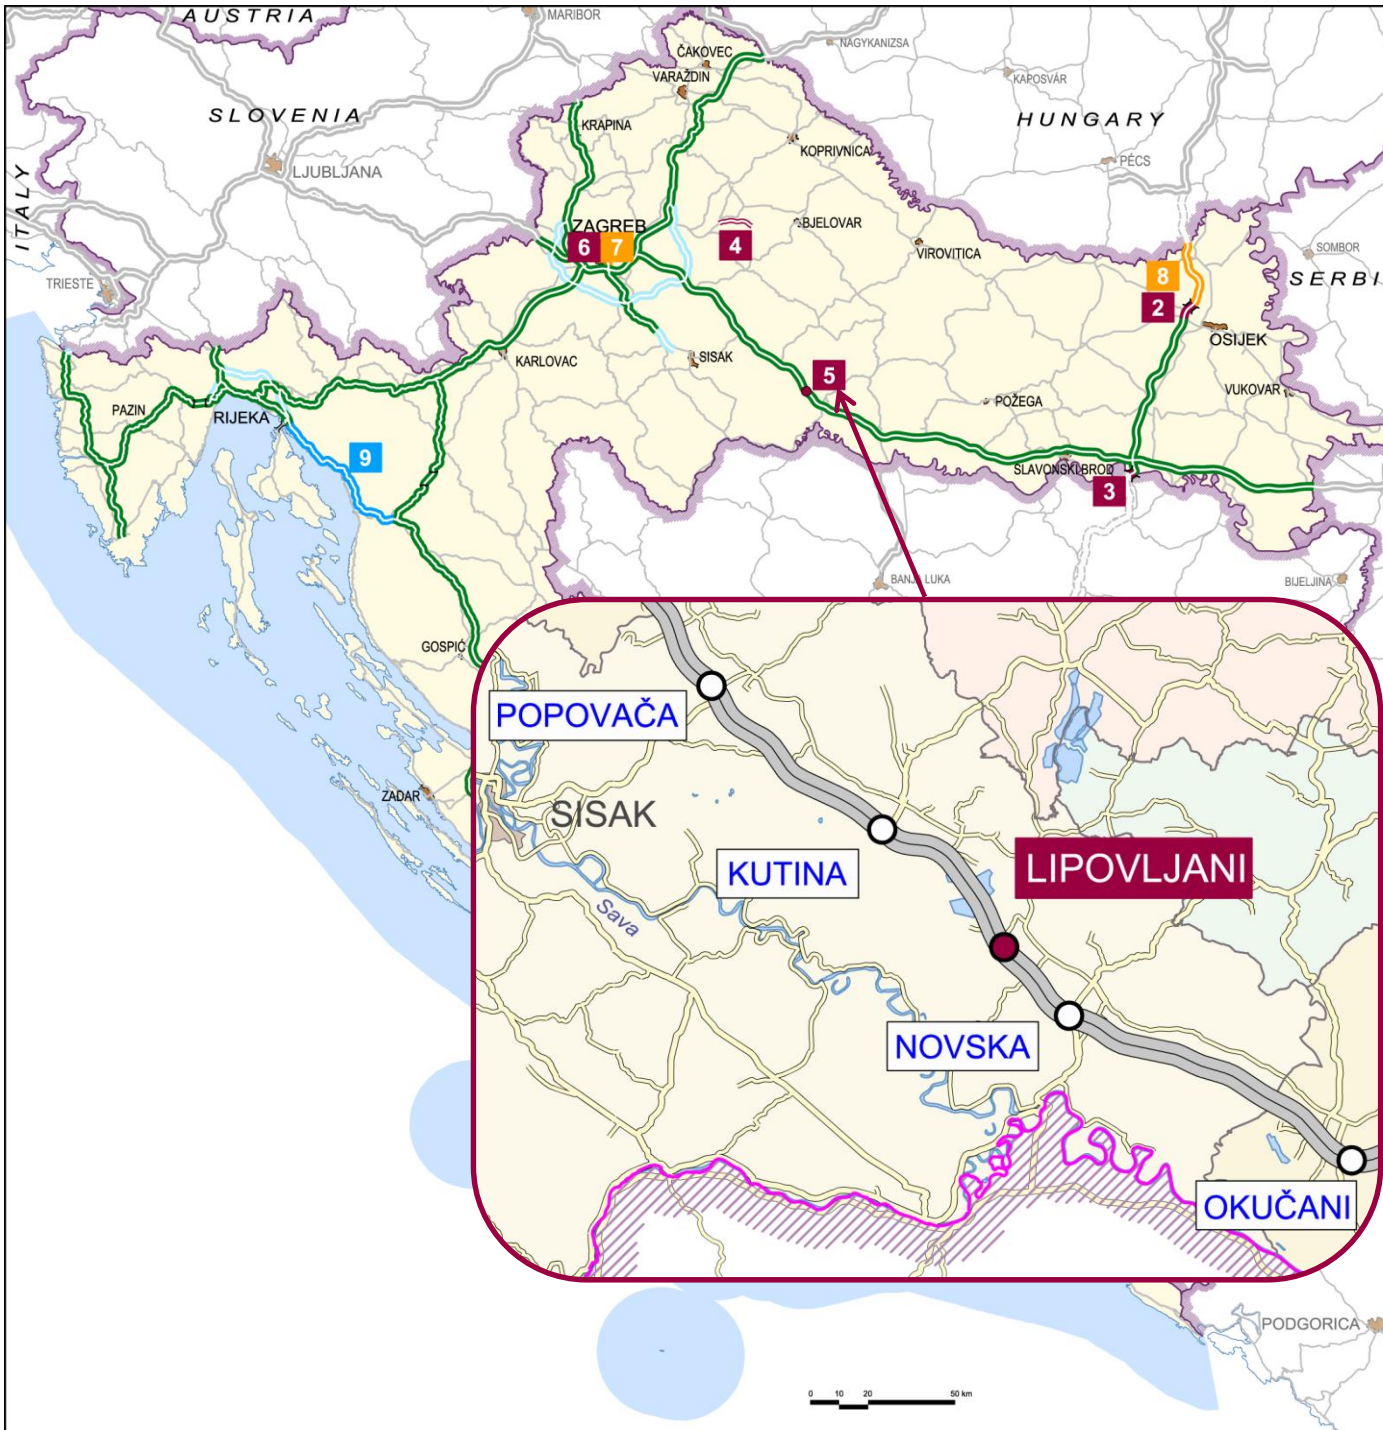 AUSTRIA
MARIBOR
NAGYKANIZSA
ČAKOVEC
VARAŽDIN
KAPOSVÁR
SLOVENIA
HUNGARY
KRAPINA
KOPRIVNICA
LJUBLJANA
PÉCS
ITALY
ZAGREB
BJELOVAR
6
7
4
VIROVITICA
SOMBOR
TRIESTE
8
SERBI
2
OSIJEK
KARLOVAC
SISAK
5
POŽEGA
VUKOVAR
PAZIN
RIJEKA
9
SLAVONSKI BROD
3
BANJA LUKA
BIJELJINA
GOSPIĆ
POPOVAČA
ZADAR
SISAK
KUTINA
LIPOVLJANI
Sava
NOVSKA
OKUČANI
PODGORICA
0 10 20 50 km